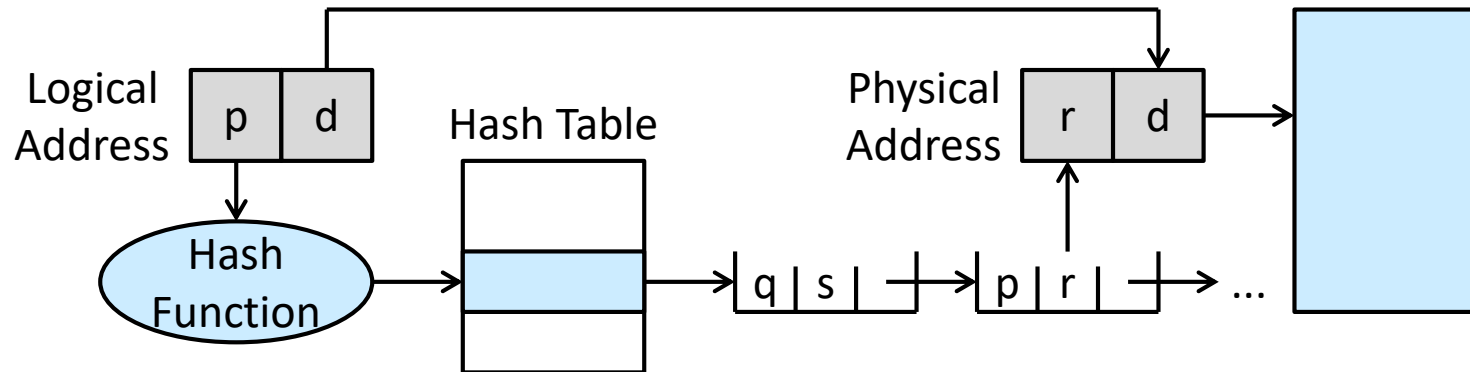 Logical
Address
p d
Hash Table
Physical
Address
r d
Hash
Function
q s
p r
...